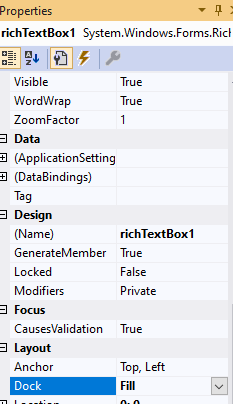 Properties
richTextBox1 System.Windows.Forms.Rich
Visible True
WordWrap True
ZoomFactor 1
Data
(ApplicationSetting
(DataBindings)
Tag
Design
(Name) richTextBox1
GenerateMember True
Locked False
Modifiers Private
Focus
CausesValidation True
Layout
Anchor Top, Left
Dock Fill
Location 0; 0